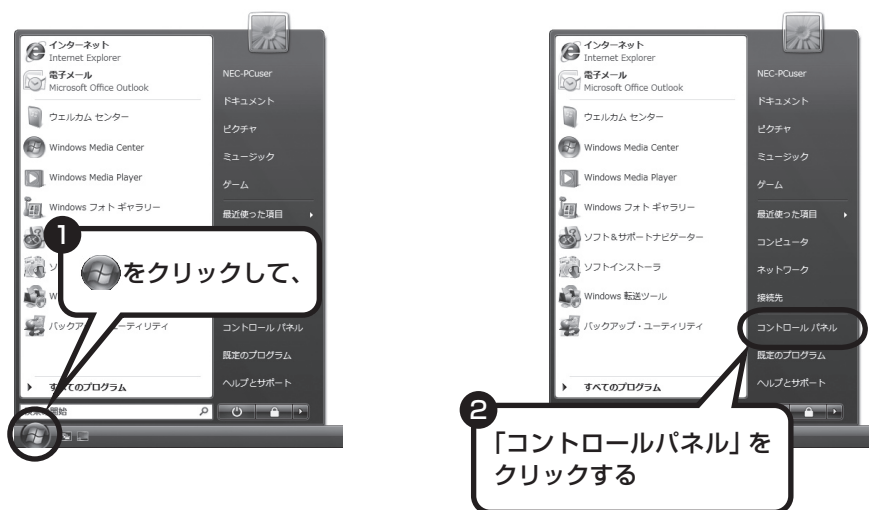 インターネット
Internet Explorer
電子メール
Microsoft Office Outlook
ウェルカム センター
Windows Media Center
Windows Media Player
Windows フォト ギャラリー
バックア
ーティリティ
すべてのプログラム
開始
NEC-PCuser
ドキュメント
ピクチャ
ミュージック
ゲーム
最近使った項目
コントロール パネル
既定のプログラム
ヘルプとサポート
1
をクリックして、
インターネット
Internet Explorer
電子メール
Microsoft Office Outlook
ウェルカム センター
Windows Media Center
Windows Media Player
Windows フォト ギャラリー
ソフト&サポートナビゲーター
ソフトインストーラ
Windows 転送ツール
バックアップ・ユーティリティ
すべてのプログラム
NEC-PCuser
ドキュメント
ピクチャ
ミュージック
ゲーム
最近使った項目
コンピュータ
ネットワーク
接続先
コントロール パネル
既定のプログラム
ヘルプとサポート
2
「コントロールパネル」を
クリックする